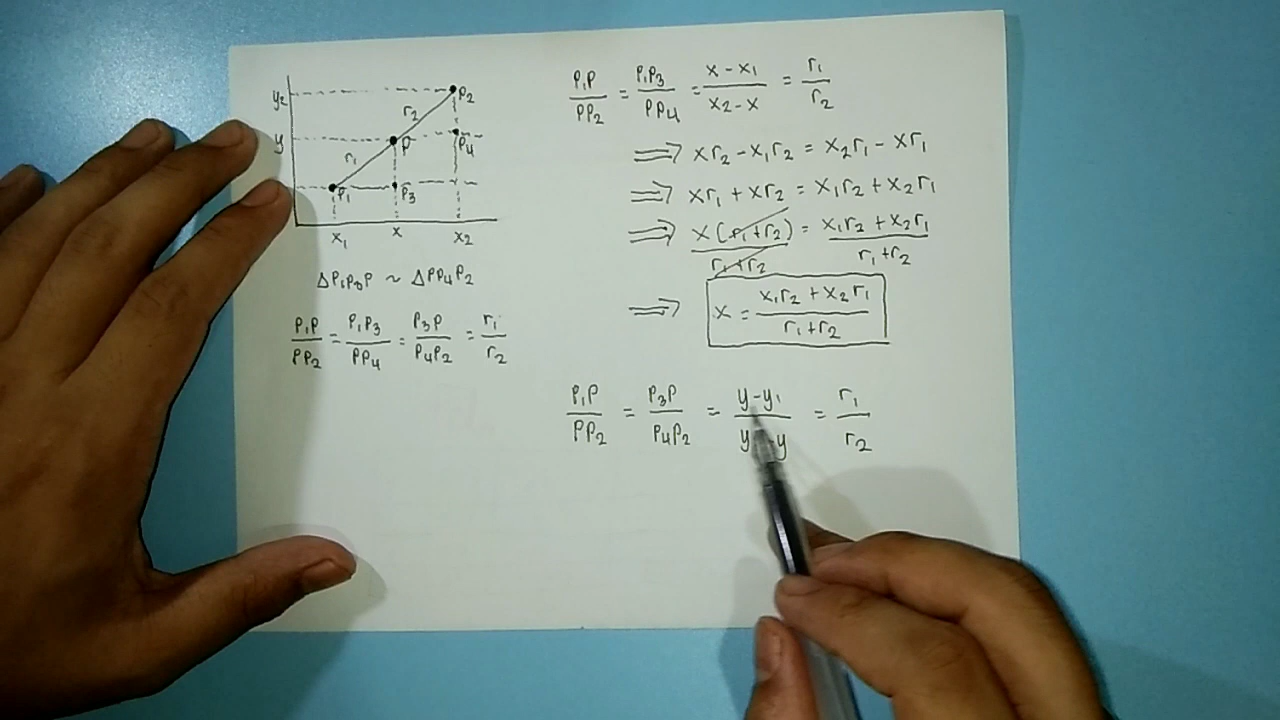 y2 P2
r2
y P P4
r1
P1 P3
x1 x x2
ΔP1P3P ~ ΔPP4P2
P1P/PP2 = P1P3/PP4 = P3P/P4P2 = r1/r2
P1P/PP2 = P1P3/PP4 = x-x1/x2-x = r1/r2
⟹ xr2-x1r2 = x2r1-xr1
⟹ xr1+xr2 = x1r2+x2r1
⟹ x(r1+r2)/r1+r2 = x1r2+x2r1/r1+r2
⟹ x = x1r2+x2r1/r1+r2
P1P/PP2 = P3P/P4P2 = y-y1/y-y = r1/r2